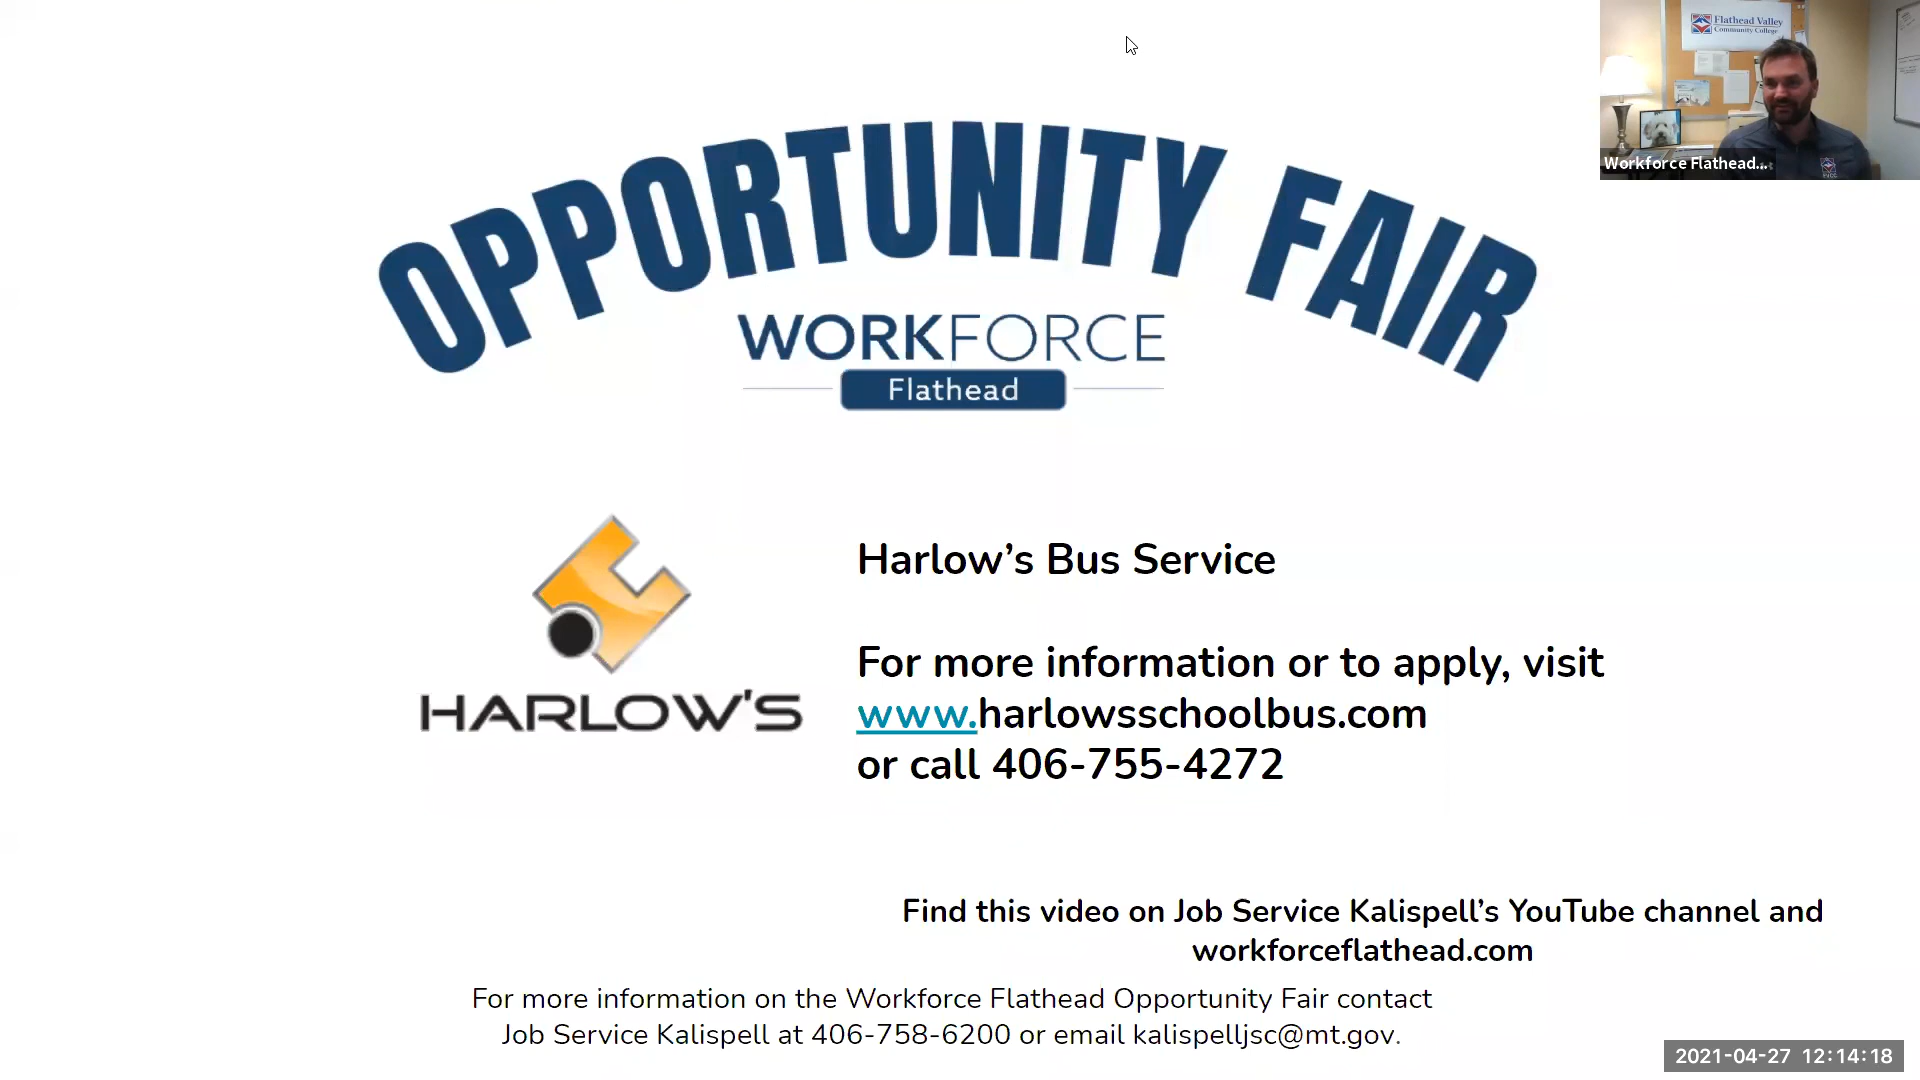 Flathead Valley
Community College
Workforce Flathead...
OPPORTUNITY FAIR
WORKFORCE
Flathead
HARLOW'S
Harlow’s Bus Service
For more information or to apply, visit
www.harlowsschoolbus.com
or call 406-755-4272
Find this video on Job Service Kalispell’s YouTube channel and
workforceflathead.com
For more information on the Workforce Flathead Opportunity Fair contact
Job Service Kalispell at 406-758-6200 or email kalispelljsc@mt.gov.
2021-04-27 12:14:18